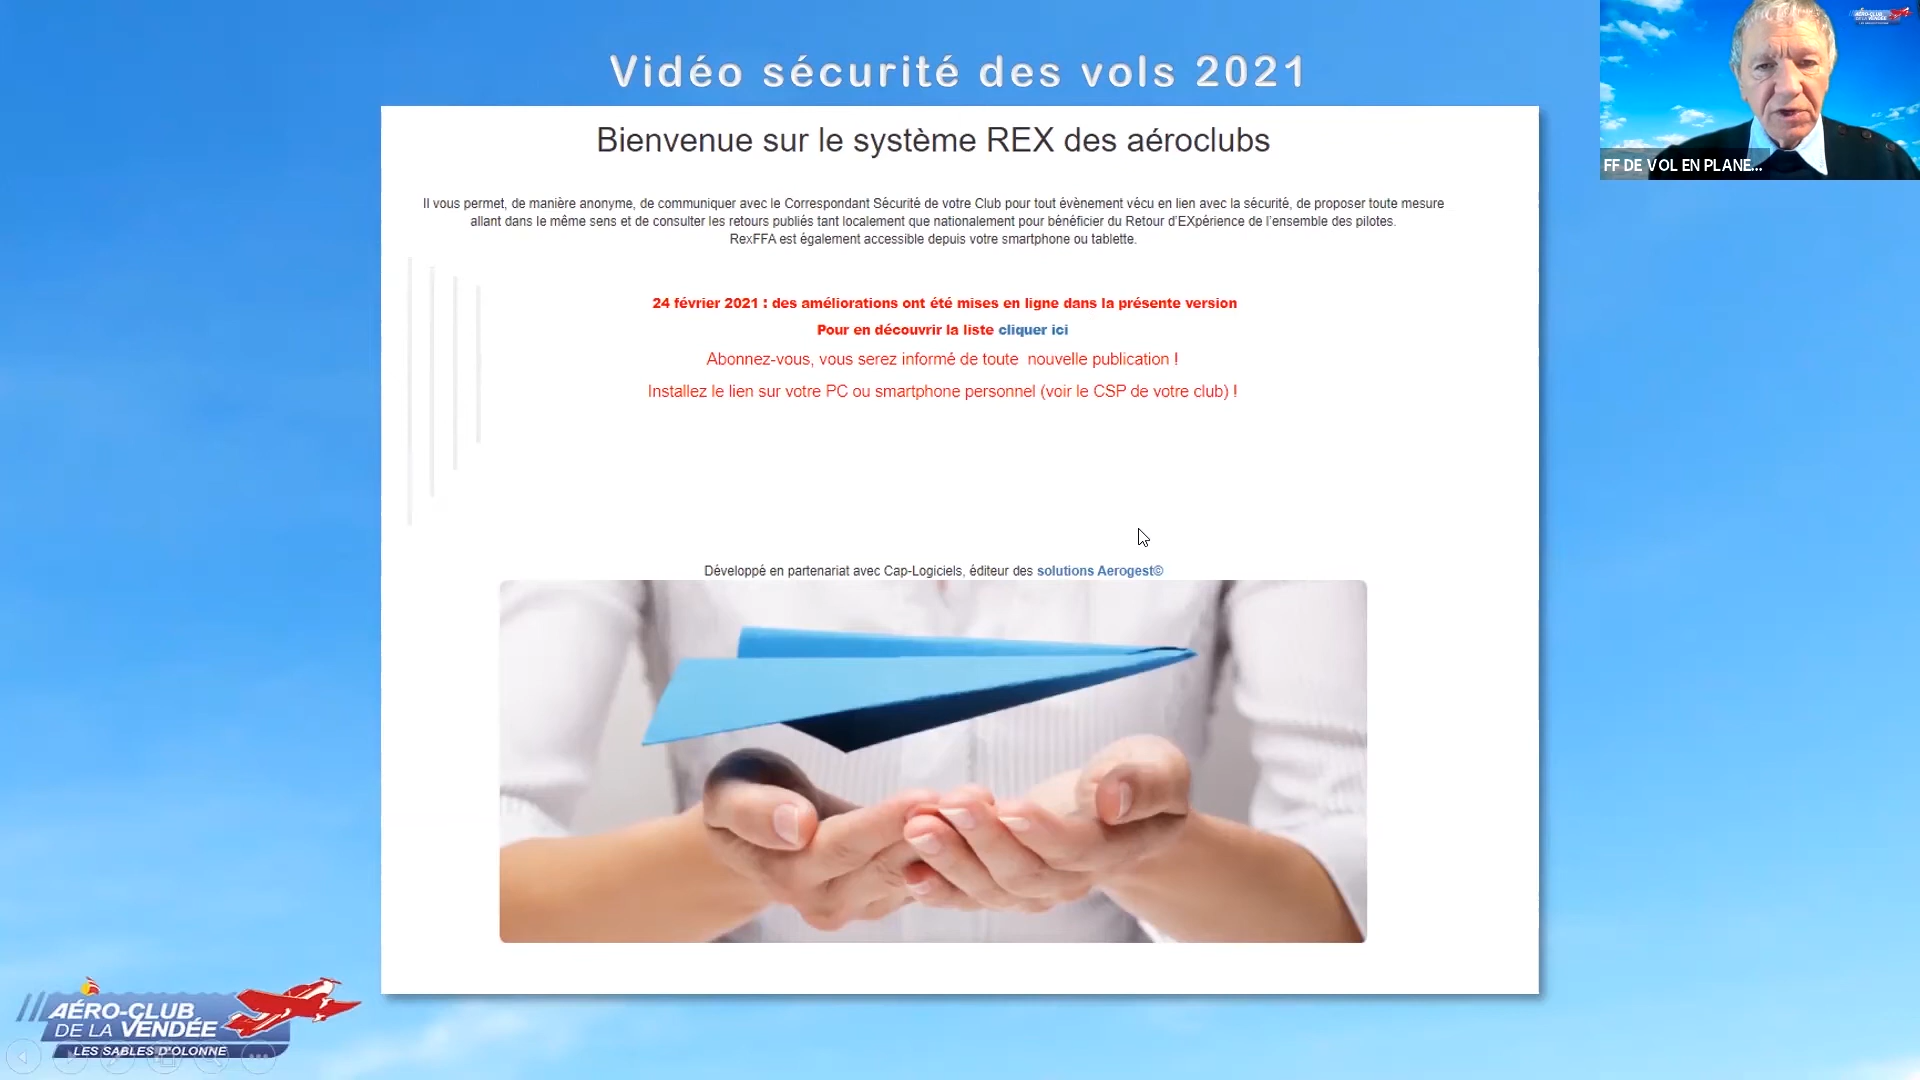 Vidéo sécurité des vols 2021
Bienvenue sur le système REX des aéroclubs
Il vous permet, de manière anonyme, de communiquer avec le Correspondant Sécurité de votre Club pour tout évènement vécu en lien avec la sécurité, de proposer toute mesure
allant dans le même sens et de consulter les retours publiés tant localement que nationalement pour bénéficier du Retour d'EXpérience de l'ensemble des pilotes.
RexFFA est également accessible depuis votre smartphone ou tablette.
24 février 2021 : des améliorations ont été mises en ligne dans la présente version
Pour en découvrir la liste cliquer ici
Abonnez-vous, vous serez informé de toute nouvelle publication !
Installez le lien sur votre PC ou smartphone personnel (voir le CSP de votre club) !
Développé en partenariat avec Cap-Logiciels, éditeur des solutions Aerogest©
AÉRO-CLUB
DE LA VENDÉE
LES SABLES D'OLONNE
AÉRO-CLUB
DE LA VENDÉE
FF DE VOL EN PLANE...